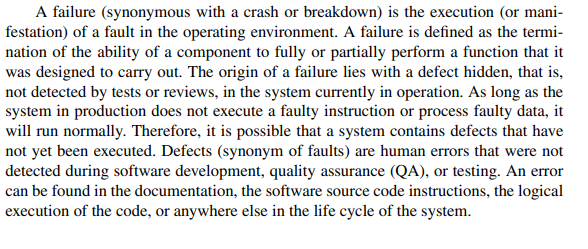 A failure (synonymous with a crash or breakdown) is the execution (or mani-
festation) of a fault in the operating environment. A failure is defined as the termi-
nation of the ability of a component to fully or partially perform a function that it
was designed to carry out. The origin of a failure lies with a defect hidden, that is,
not detected by tests or reviews, in the system currently in operation. As long as the
system in production does not execute a faulty instruction or process faulty data, it
will run normally. Therefore, it is possible that a system contains defects that have
not yet been executed. Defects (synonym of faults) are human errors that were not
detected during software development, quality assurance (QA), or testing. An error
can be found in the documentation, the software source code instructions, the logical
execution of the code, or anywhere else in the life cycle of the system.